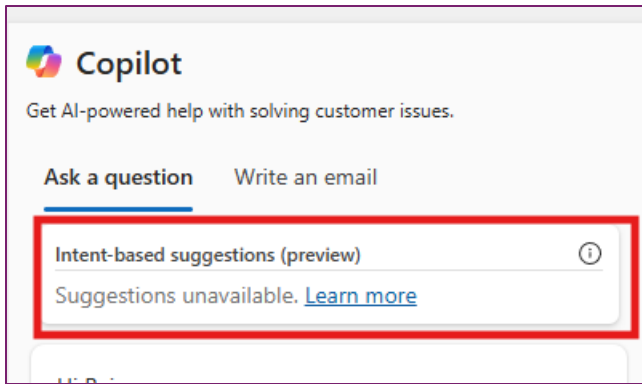 Copilot
Get AI-powered help with solving customer issues.
Ask a question Write an email
Intent-based suggestions (preview)
Suggestions unavailable. Learn more